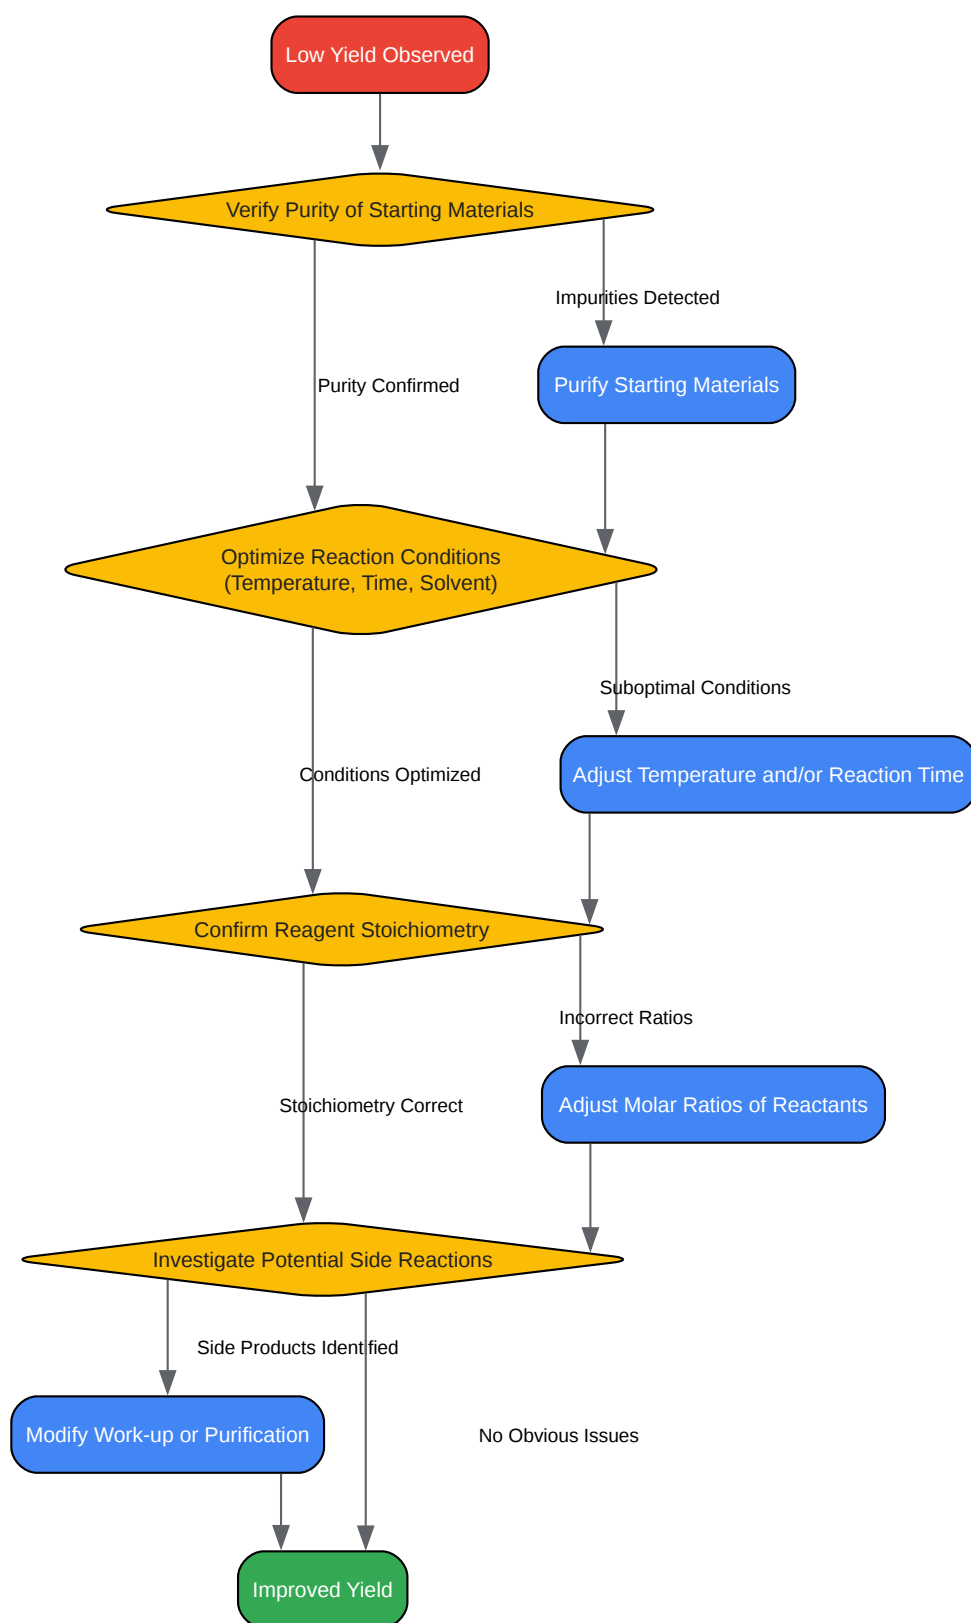 Low Yield Observed
Verify Purity of Starting Materials
Impurities Detected
Purity Confirmed
Purify Starting Materials
Optimize Reaction Conditions
(Temperature, Time, Solvent)
Suboptimal Conditions
Conditions Optimized
Adjust Temperature and/or Reaction Time
Confirm Reagent Stoichiometry
Incorrect Ratios
Stoichiometry Correct
Adjust Molar Ratios of Reactants
Investigate Potential Side Reactions
Side Products Identified
Modify Work-up or Purification
No Obvious Issues
Improved Yield